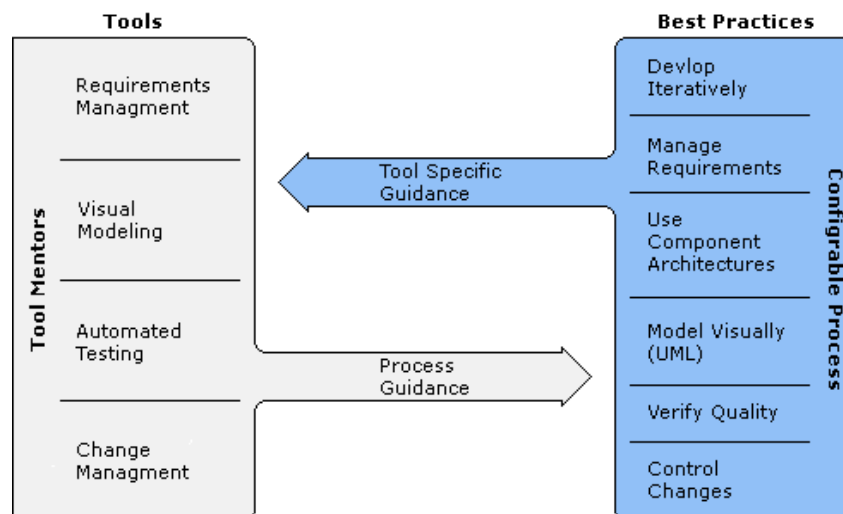 Tools
Requirements
Managment
Visual
Modeling
Automated
Testing
Change
Managment
Tool Mentors
Tool Specific
Guidance
Process
Guidance
Best Practices
Devlop
Iteratively
Manage
Requirements
Use
Component
Architectures
Model Visually
(UML)
Verify Quality
Control
Changes
Configrable Process